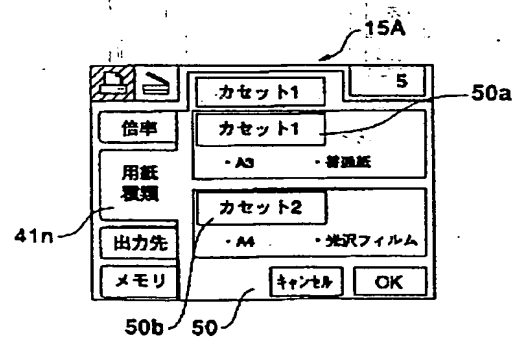 15A
カセット1
5
50a
倍率
カセット1
・A3 ・普通紙
用紙
種類
カセット2
41n
出力先
・A4 ・光沢フィルム
メモリ
キャンセル
OK
50b
50